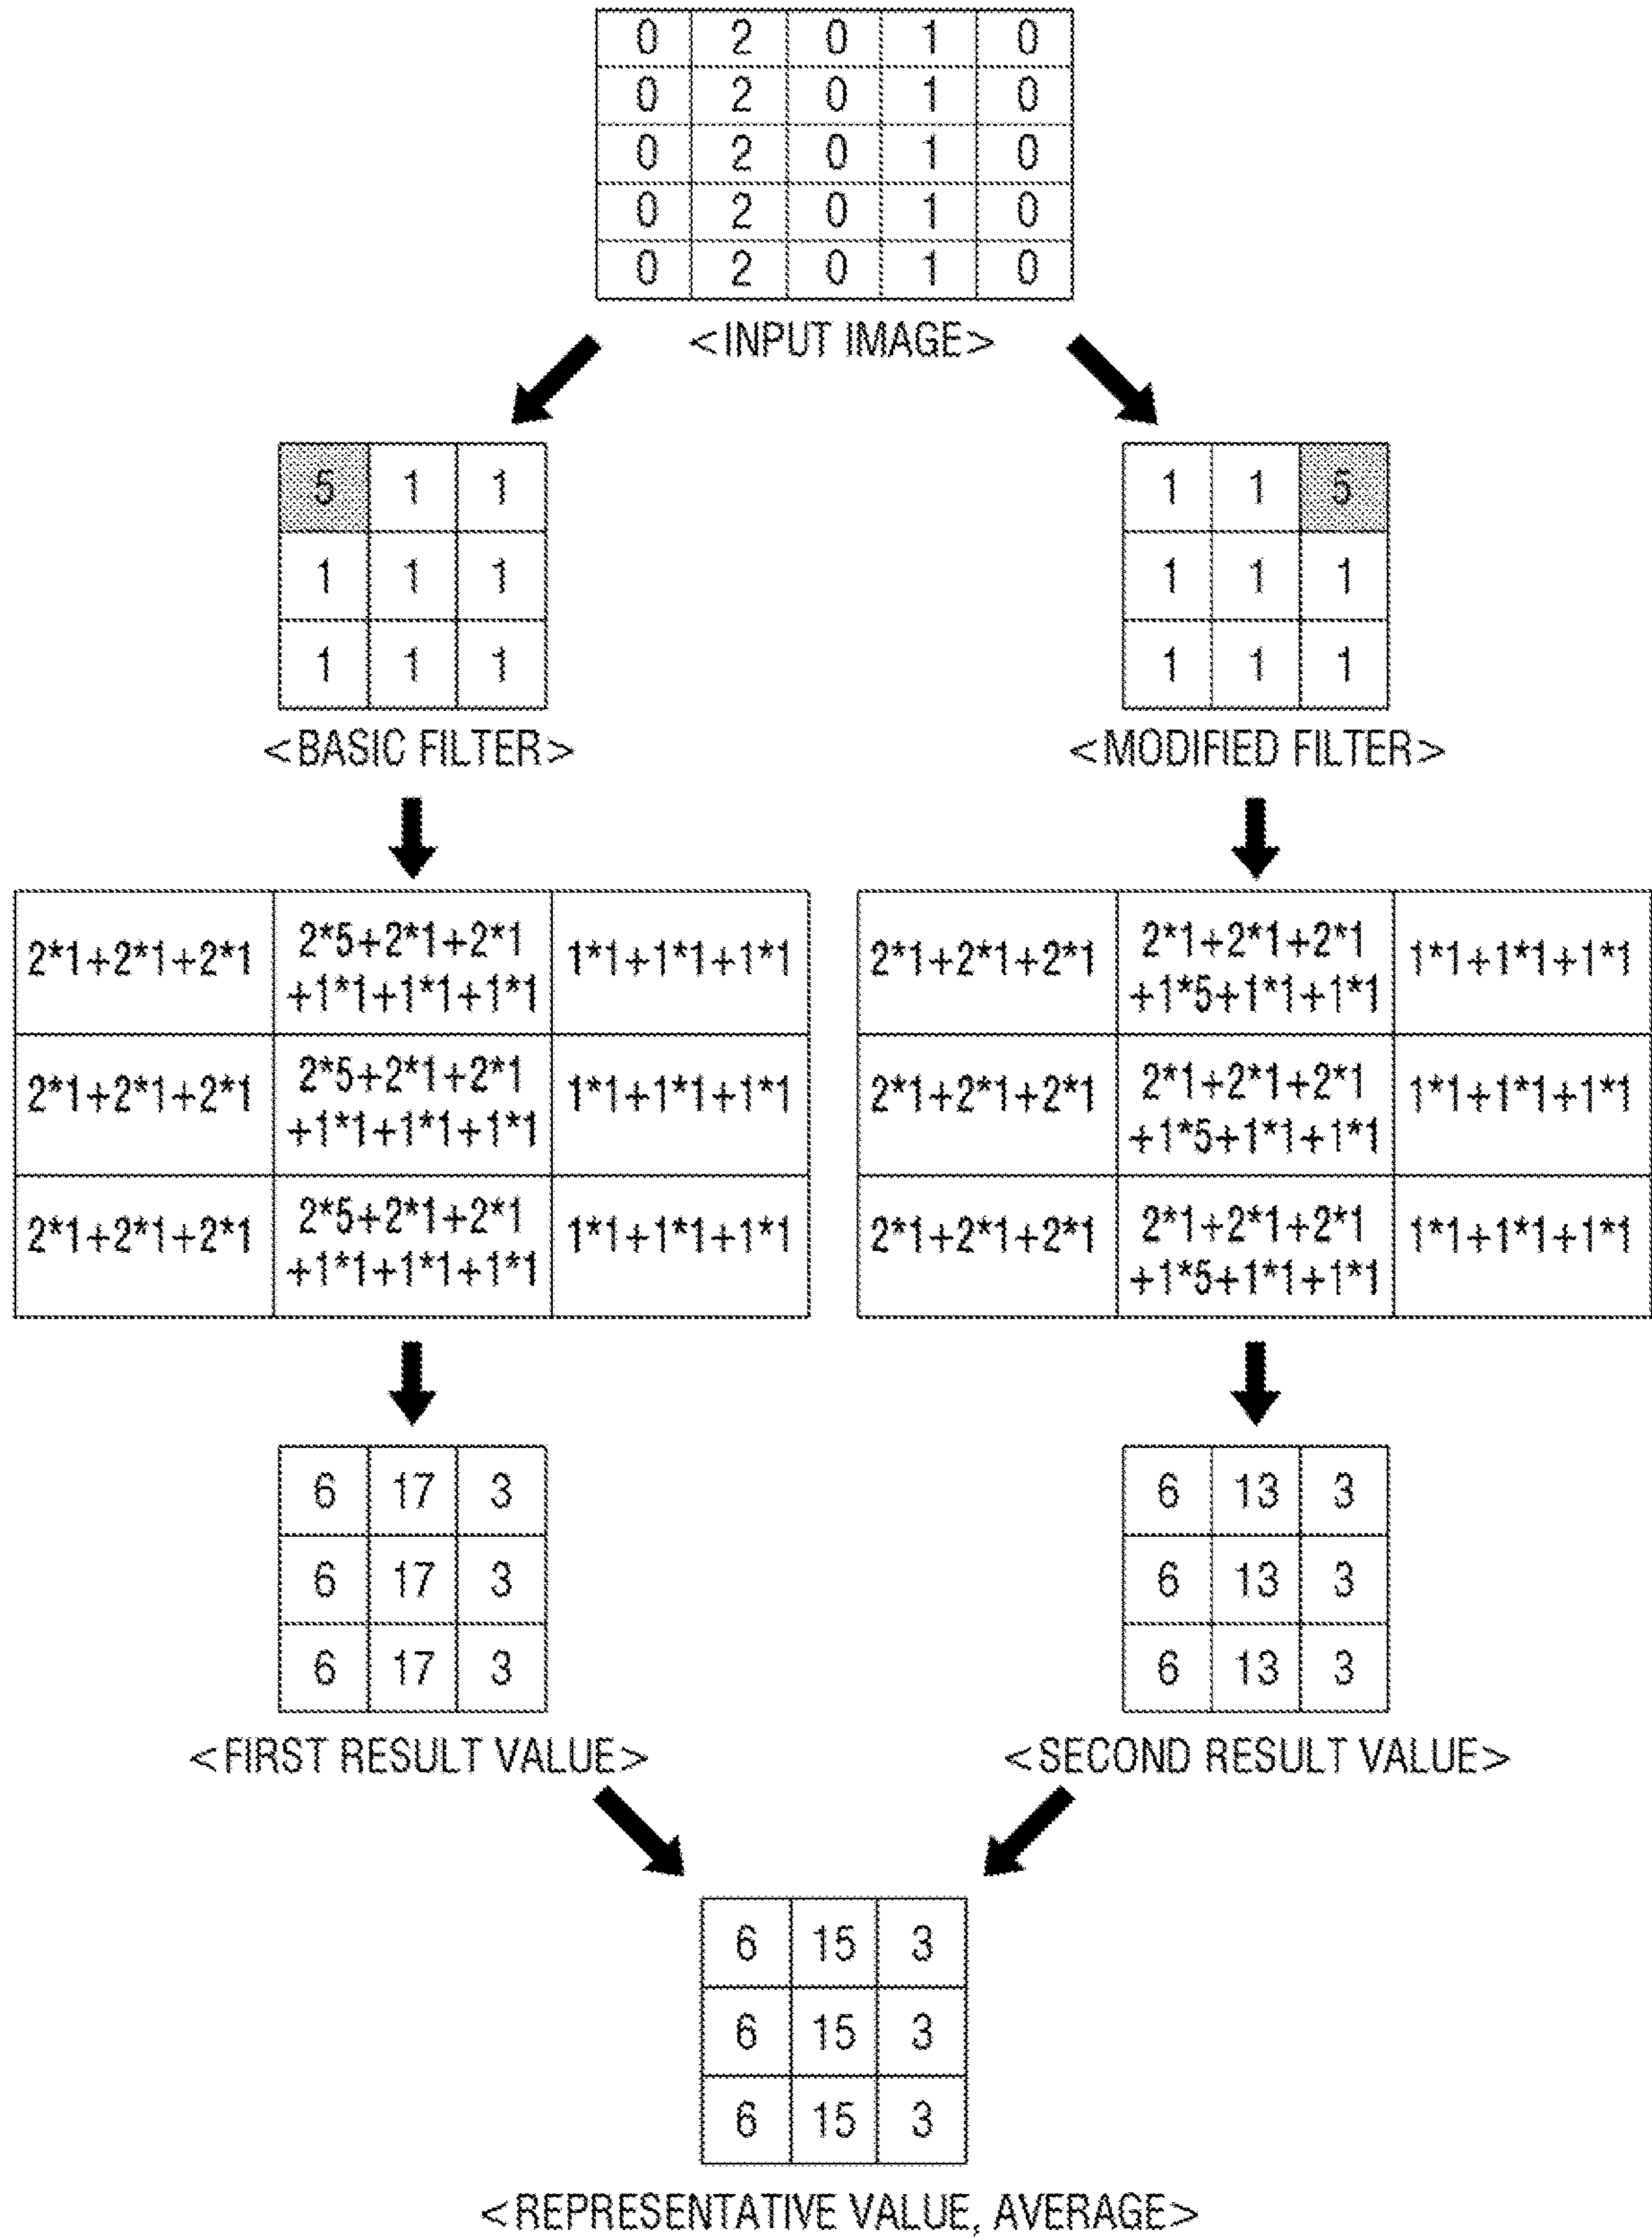 0 2 0 1 0
0 2 0 1 0
0 2 0 1 0
0 2 0 1 0
0 2 0 1 0
<INPUT IMAGE>
5 1 1
1 1 1
1 1 1
<BASIC FILTER>
1 1 5
1 1 1
1 1 1
<MODIFIED FILTER>
2*1+2*1+2*1 2*5+2*1+2*1 1*1+1*1+1*1
+1*1+1*1+1*1
2*1+2*1+2*1 2*5+2*1+2*1 1*1+1*1+1*1
+1*1+1*1+1*1
2*1+2*1+2*1 2*5+2*1+2*1 1*1+1*1+1*1
+1*1+1*1+1*1
2*1+2*1+2*1 2*1+2*1+2*1 1*1+1*1+1*1
+1*5+1*1+1*1
2*1+2*1+2*1 2*1+2*1+2*1 1*1+1*1+1*1
+1*5+1*1+1*1
2*1+2*1+2*1 2*1+2*1+2*1 1*1+1*1+1*1
+1*5+1*1+1*1
6 17 3
6 17 3
6 17 3
<FIRST RESULT VALUE>
6 13 3
6 13 3
6 13 3
<SECOND RESULT VALUE>
6 15 3
6 15 3
6 15 3
<REPRESENTATIVE VALUE, AVERAGE>